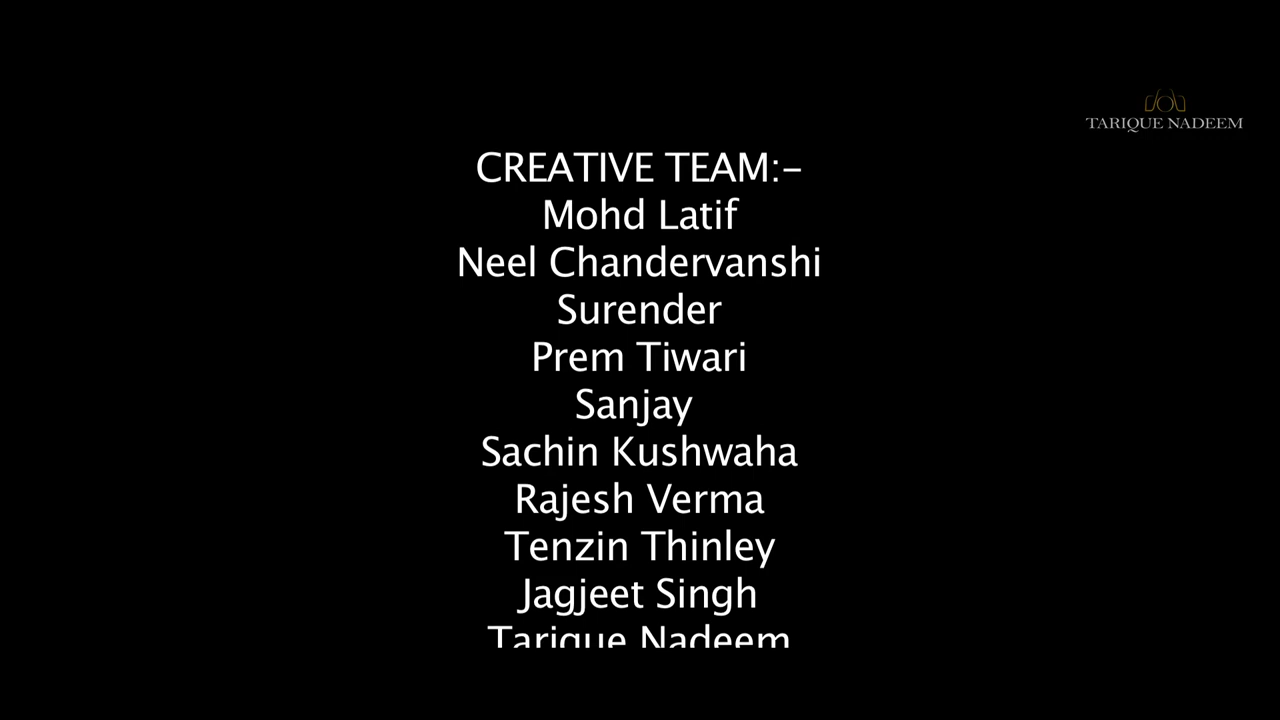 TARIQUE NADEEM
CREATIVE TEAM:-
Mohd Latif
Neel Chandervanshi
Surender
Prem Tiwari
Sanjay
Sachin Kushwaha
Rajesh Verma
Tenzin Thinley
Jagjeet Singh
Tarique Nadeem